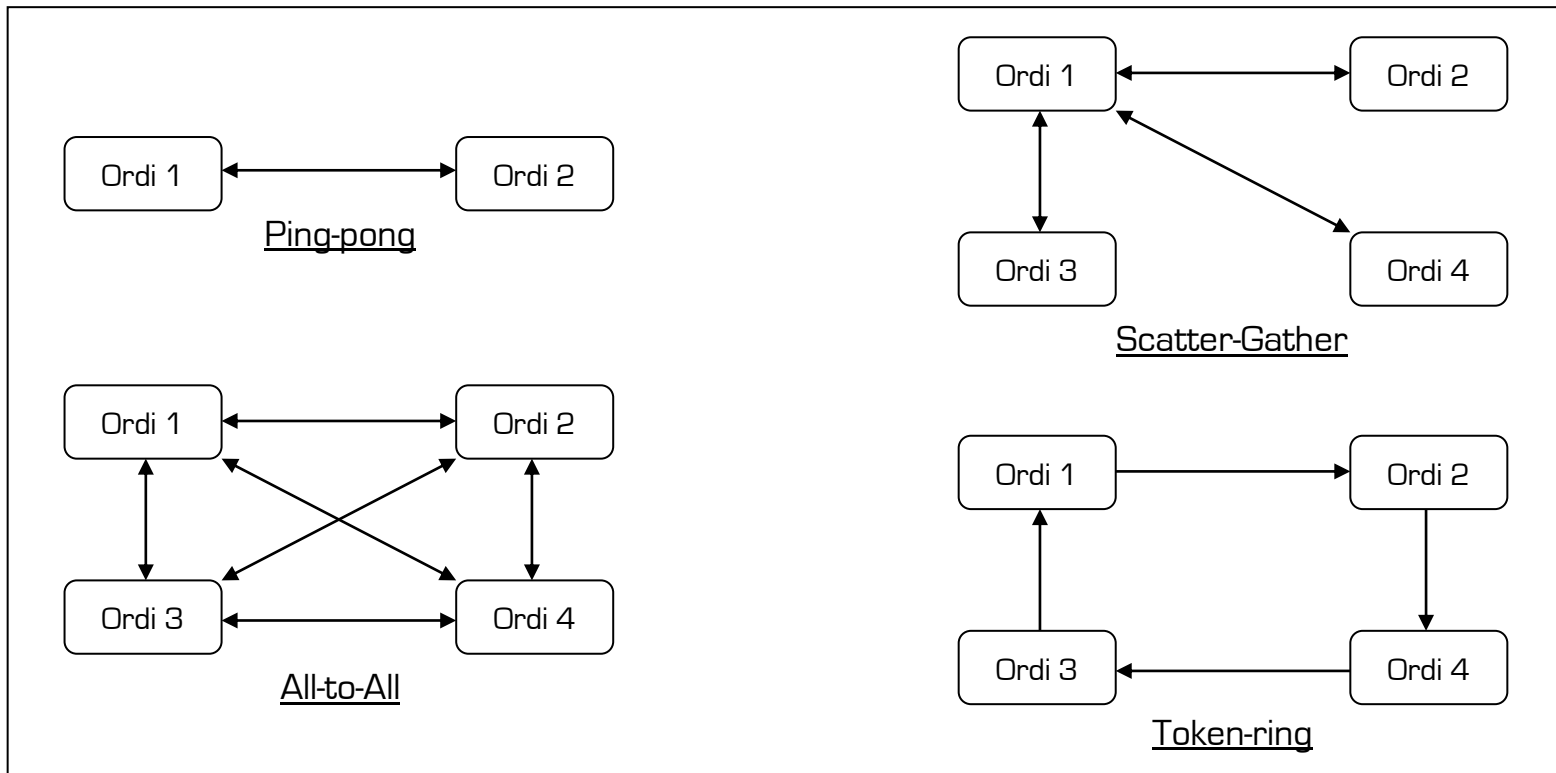 Ordi 1
Ordi 2
Ping-pong
Ordi 1
Ordi 2
Ordi 3
Ordi 4
Scatter-Gather
Ordi 1
Ordi 2
Ordi 3
Ordi 4
All-to-All
Ordi 1
Ordi 2
Ordi 3
Ordi 4
Token-ring